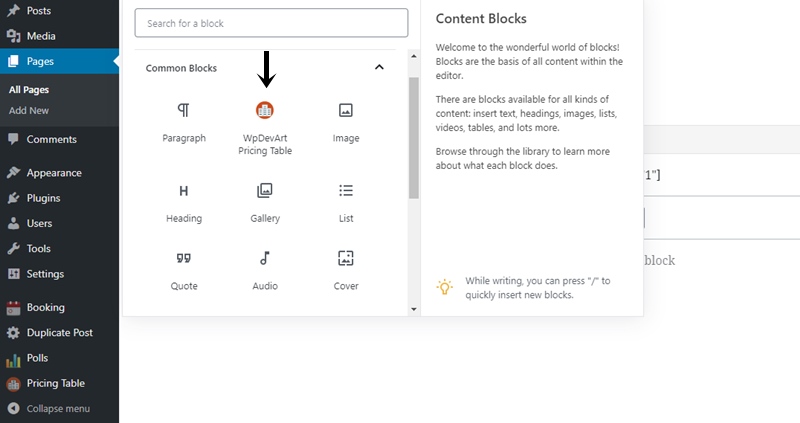 Posts
Media
Pages
All Pages
Add New
Comments
Appearance
Plugins
Users
Tools
Settings
Booking
Duplicate Post
Polls
Pricing Table
Collapse menu
Search for a block
Common Blocks
Paragraph
WpDevArt
Pricing Table
Image
Heading
Gallery
List
Quote
Audio
Cover
Content Blocks
Welcome to the wonderful world of blocks!
Blocks are the basis of all content within the
editor.
There are blocks available for all kinds of
content: insert text, headings, images, lists,
videos, tables, and lots more.
Browse through the library to learn more
about what each block does.
While writing, you can press "/" to
quickly insert new blocks.
1"]
block